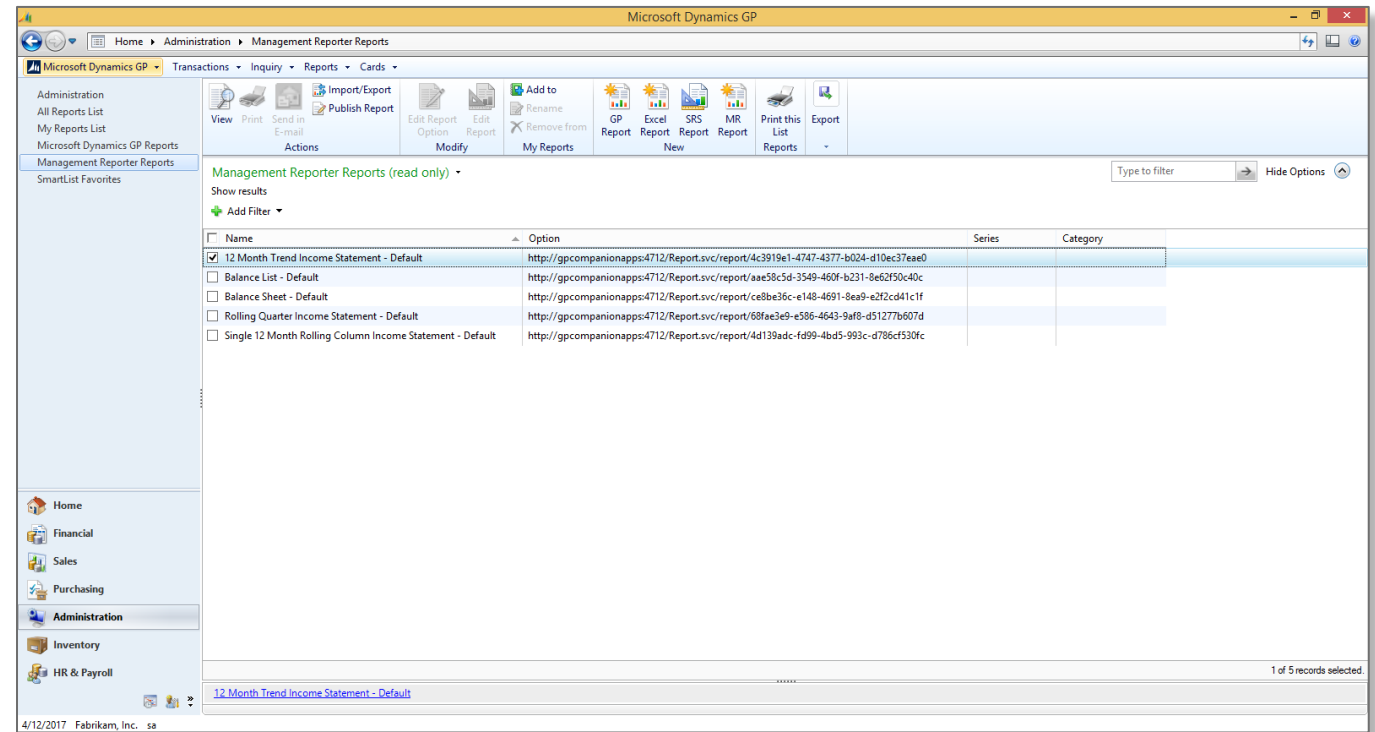 Microsoft Dynamics GP
Home Administration Management Reporter Reports
Microsoft Dynamics GP Transactions Inquiry Reports Cards
Administration
All Reports List
My Reports List
Microsoft Dynamics GP Reports
Management Reporter Reports
SmartList Favorites
View Print Send in E-mail
Import/Export
Publish Report
Actions
Edit Report Option
Edit Report
Modify
Add to
Rename
Remove from
My Reports
GP Report
Excel Report
SRS Report
MR Report
New
Print this List
Reports
Export
Management Reporter Reports (read only)
Type to filter
Hide Options
Show results
Add Filter
Name Option Series Category
12 Month Trend Income Statement - Default http://gpcompanionapps:4712/Report.svc/report/4c3919e1-4747-4377-b024-d10ec37eae0
Balance List - Default http://gpcompanionapps:4712/Report.svc/report/aae58c5d-3549-460f-b231-8e62f50c40c
Balance Sheet - Default http://gpcompanionapps:4712/Report.svc/report/ce8be36c-e148-4691-8ea9-e2f2cd41c1f
Rolling Quarter Income Statement - Default http://gpcompanionapps:4712/Report.svc/report/68fae3e9-e586-4643-9af8-d51277b607d
Single 12 Month Rolling Column Income Statement - Default http://gpcompanionapps:4712/Report.svc/report/4d139adc-fd99-4bd5-993c-d786cf530fc
Home
Financial
Sales
Purchasing
Administration
Inventory
HR & Payroll
1 of 5 records selected.
12 Month Trend Income Statement - Default
4/12/2017 Fabrikam, Inc. sa